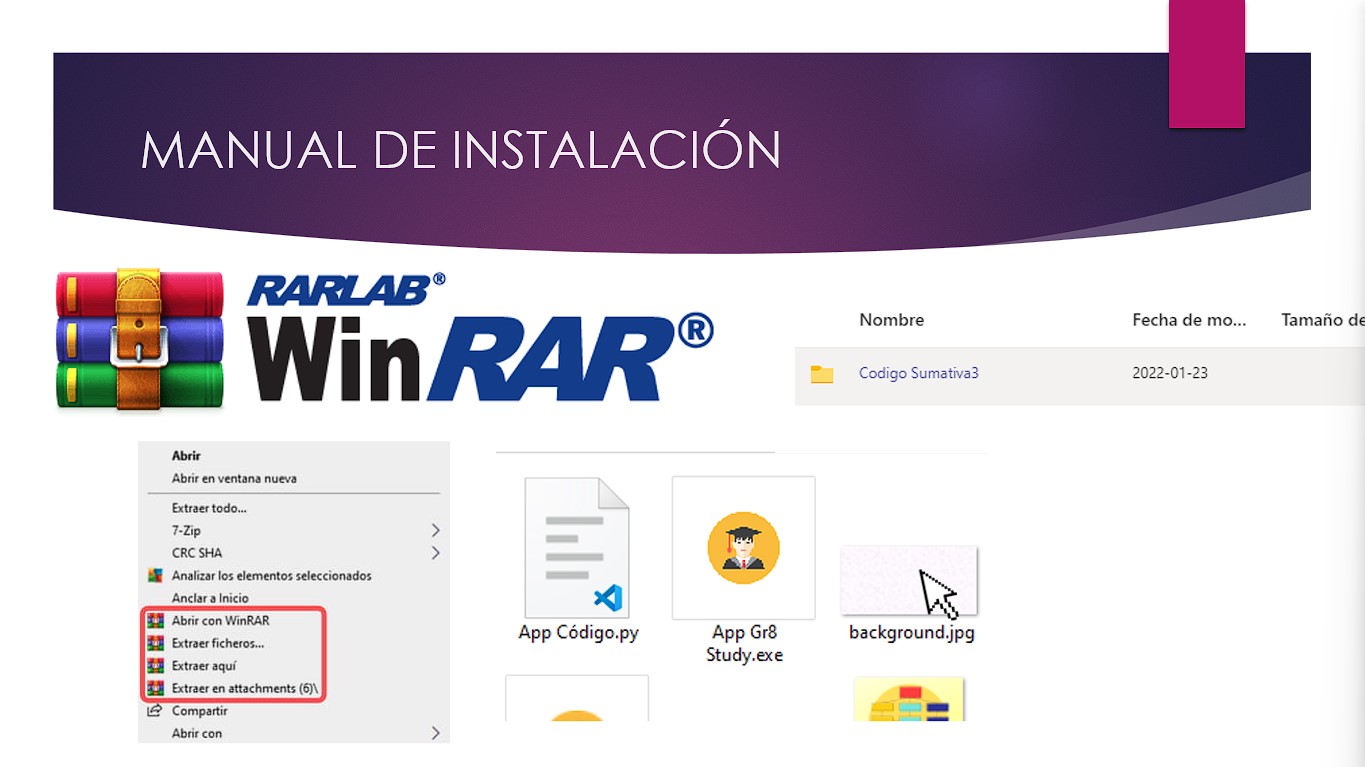 MANUAL DE INSTALACIÓN
RARLAB®
WinRAR®
Nombre Fecha de mo... Tamaño de
Codigo Sumativa3 2022-01-23
Abrir
Abrir en ventana nueva
Extraer todo...
7-Zip
CRC SHA
Analizar los elementos seleccionados
Anclar a Inicio
Abrir con WinRAR
Extraer ficheros...
Extraer aquí
Extraer en attachments (6)\
Compartir
Abrir con
App Código.py
App Gr8
Study.exe
background.jpg